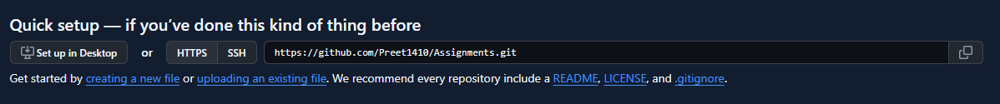 Quick setup — if you’ve done this kind of thing before
Set up in Desktop or HTTPS SSH https://github.com/Preet1410/Assignments.git
Get started by creating a new file or uploading an existing file. We recommend every repository include a README, LICENSE, and .gitignore.